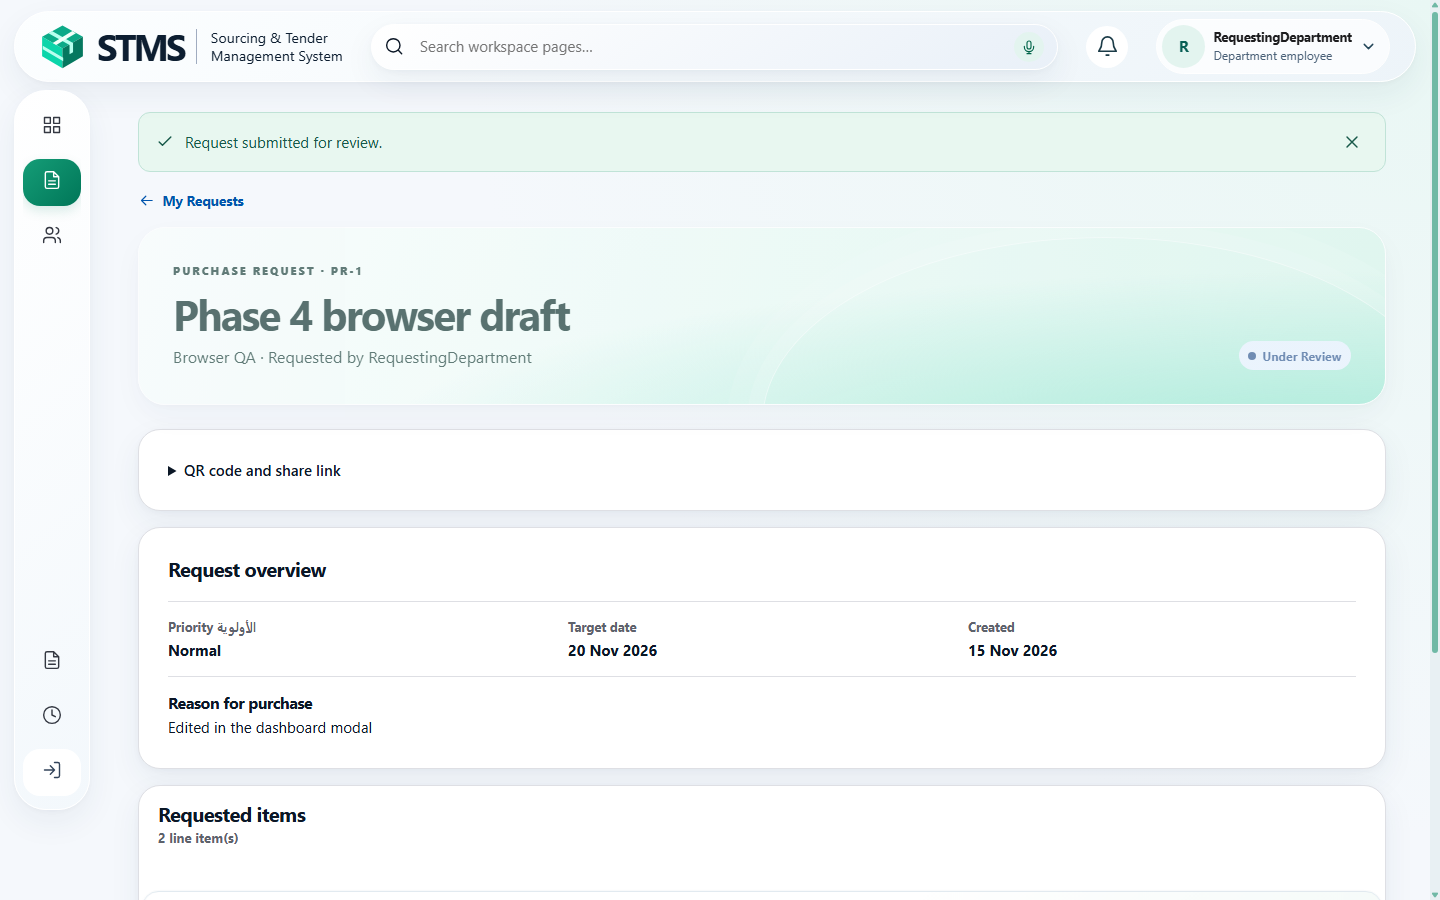 STMS
Sourcing & Tender
Management System
Search workspace pages...
R
RequestingDepartment
Department employee
Request submitted for review.
My Requests
PURCHASE REQUEST · PR-1
Phase 4 browser draft
Browser QA · Requested by RequestingDepartment
Under Review
QR code and share link
Request overview
Priority الأولوية
Normal
Target date
20 Nov 2026
Created
15 Nov 2026
Reason for purchase
Edited in the dashboard modal
Requested items
2 line item(s)